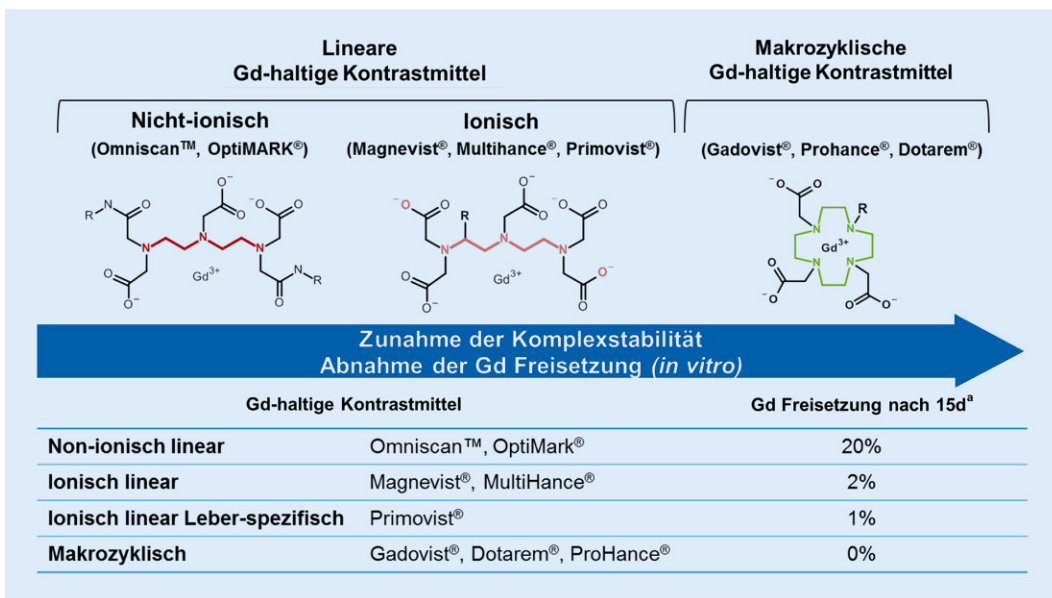 Lineare
Gd-haltige Kontrastmittel
Makrozyklische
Gd-haltige Kontrastmittel
Nicht-ionisch
(Omniscan™, OptiMARK®)
Ionisch
(Magnevist®, Multihance®, Primovist®)
(Gadovist®, Prohance®, Dotarem®)
O⁻
O
R N O ⁻O O
N N N
O O⁻ Gd³⁺ N R O
O⁻
O
⁻O O R ⁻O O
N N N
O O⁻ Gd³⁺ O O⁻
⁻O O
R
N N
Gd³⁺
N N
O ⁻O
O O⁻
Zunahme der Komplexstabilität
Abnahme der Gd Freisetzung (in vitro)
Gd-haltige Kontrastmittel Gd Freisetzung nach 15dᵃ
Non-ionisch linear Omniscan™, OptiMark® 20%
Ionisch linear Magnevist®, MultiHance® 2%
Ionisch linear Leber-spezifisch Primovist® 1%
Makrozyklisch Gadovist®, Dotarem®, ProHance® 0%